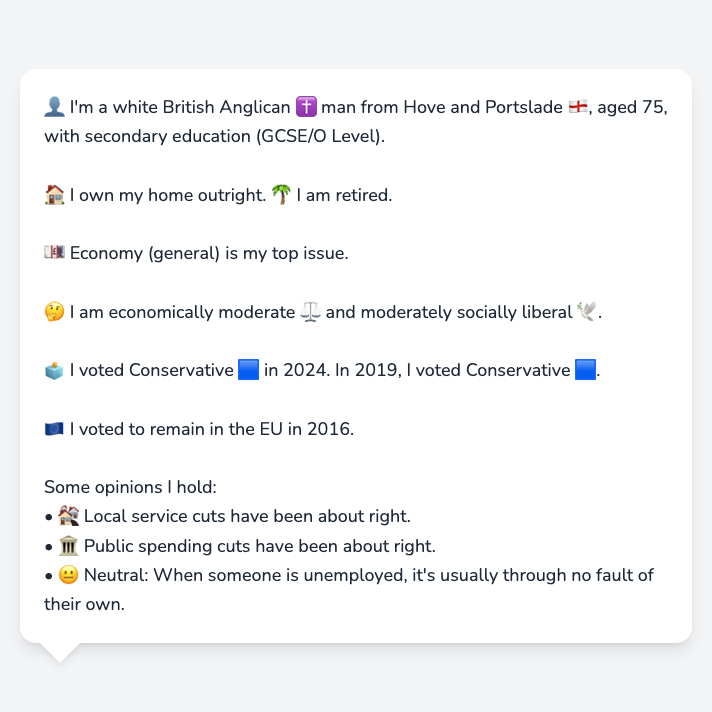 👤 I'm a white British Anglican ✝️ man from Hove and Portslade 🏴󠁧󠁢󠁥󠁮󠁧󠁿, aged 75,
with secondary education (GCSE/O Level).
🏠 I own my home outright. 🌴 I am retired.
💷 Economy (general) is my top issue.
🤔 I am economically moderate ⚖️ and moderately socially liberal 🕊️.
🗳️ I voted Conservative 🟦 in 2024. In 2019, I voted Conservative 🟦.
🇪🇺 I voted to remain in the EU in 2016.
Some opinions I hold:
• 🏚️ Local service cuts have been about right.
• 🏛️ Public spending cuts have been about right.
• 😐 Neutral: When someone is unemployed, it's usually through no fault of
their own.